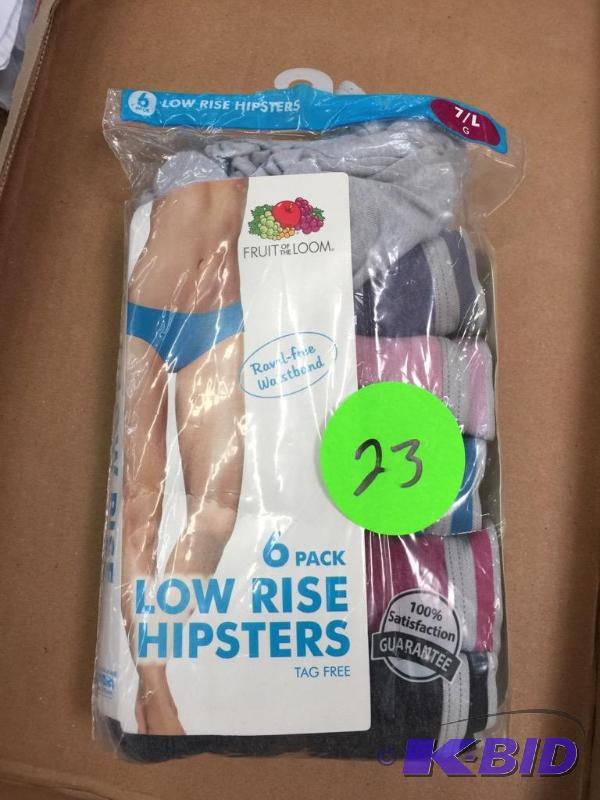 6 PACK LOW RISE HIPSTERS
7/L
G
FRUIT OF THE LOOM®
Ravel-free
Waistband
23
6 PACK
LOW RISE
HIPSTERS
TAG FREE
100%
Satisfaction
GUARANTEE
© K-BID